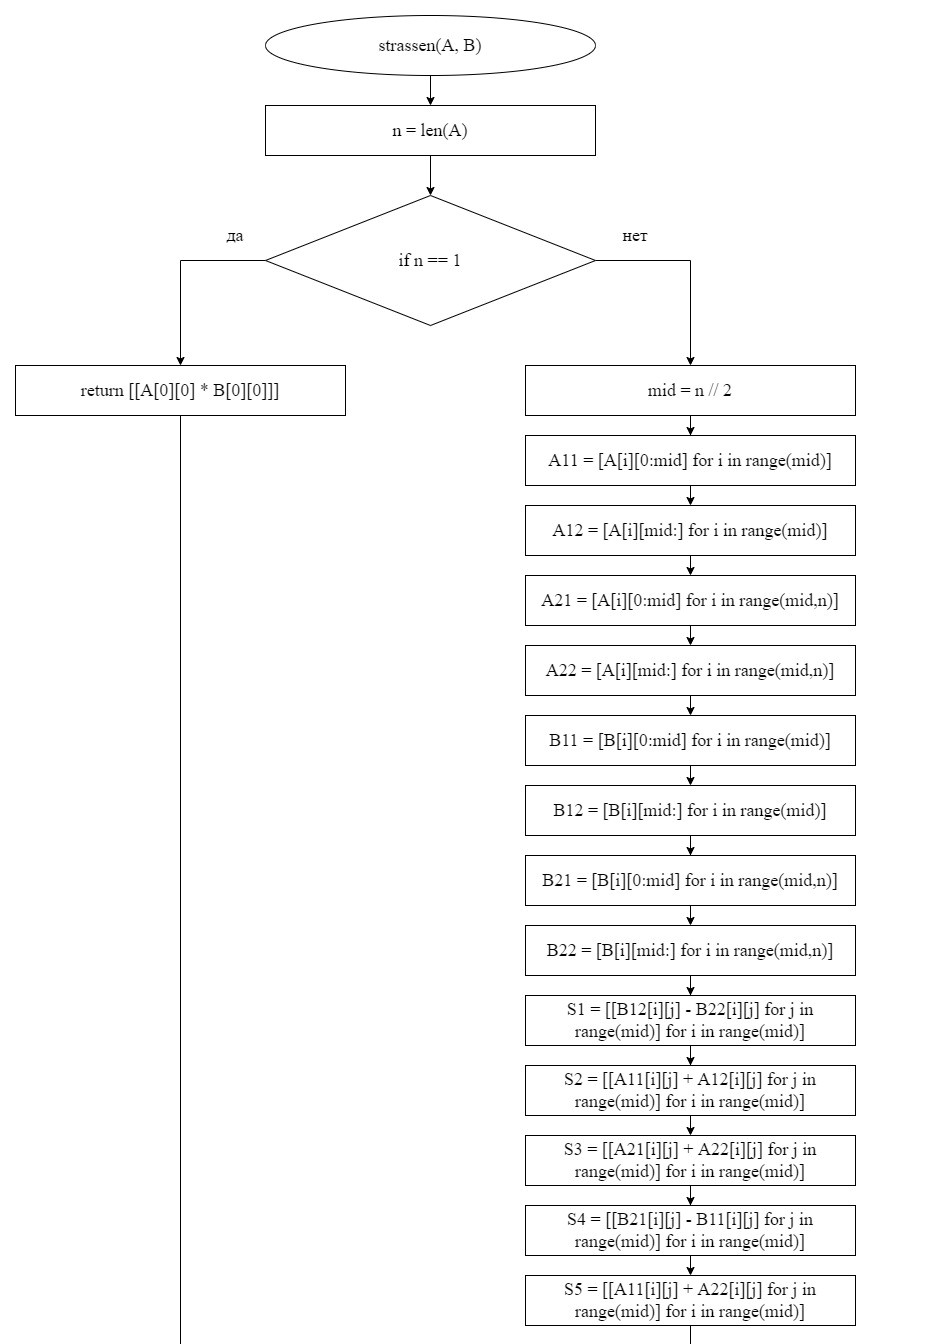 strassen(A, B)
n = len(A)
да
нет
if n == 1
return [[A[0][0] * B[0][0]]]
mid = n // 2
A11 = [A[i][0:mid] for i in range(mid)]
A12 = [A[i][mid:] for i in range(mid)]
A21 = [A[i][0:mid] for i in range(mid,n)]
A22 = [A[i][mid:] for i in range(mid,n)]
B11 = [B[i][0:mid] for i in range(mid)]
B12 = [B[i][mid:] for i in range(mid)]
B21 = [B[i][0:mid] for i in range(mid,n)]
B22 = [B[i][mid:] for i in range(mid,n)]
S1 = [[B12[i][j] - B22[i][j] for j in
range(mid)] for i in range(mid)]
S2 = [[A11[i][j] + A12[i][j] for j in
range(mid)] for i in range(mid)]
S3 = [[A21[i][j] + A22[i][j] for j in
range(mid)] for i in range(mid)]
S4 = [[B21[i][j] - B11[i][j] for j in
range(mid)] for i in range(mid)]
S5 = [[A11[i][j] + A22[i][j] for j in
range(mid)] for i in range(mid)]